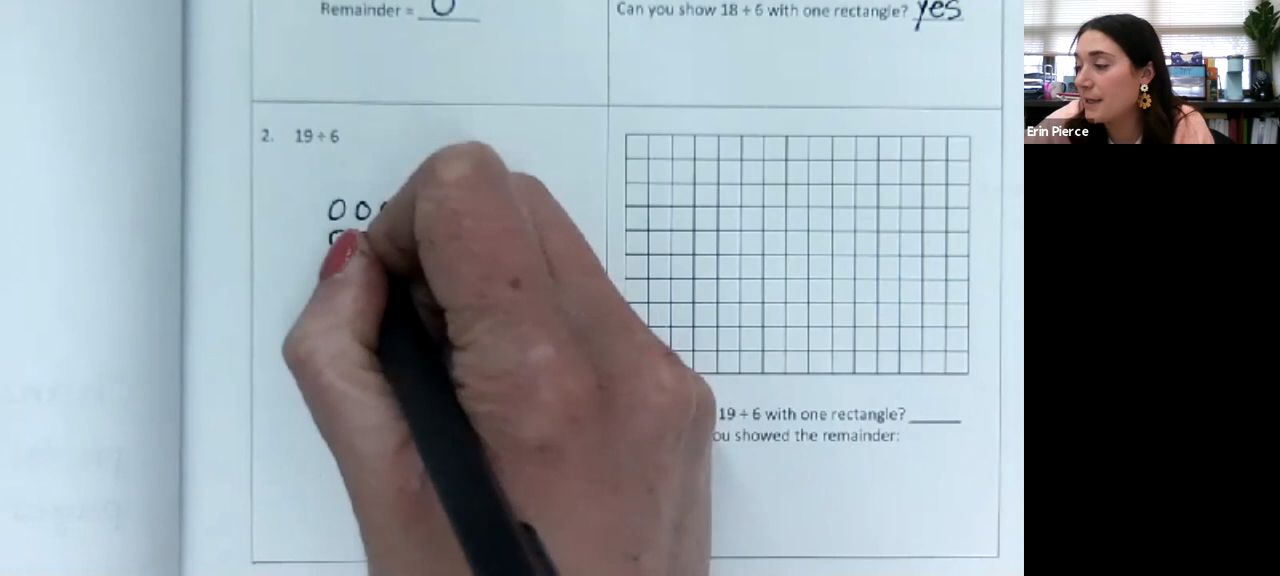 Remainder = 0
Can you show 18 ÷ 6 with one rectangle? yes
2. 19 ÷ 6
19 ÷ 6 with one rectangle? ______
ou showed the remainder:
Erin Pierce